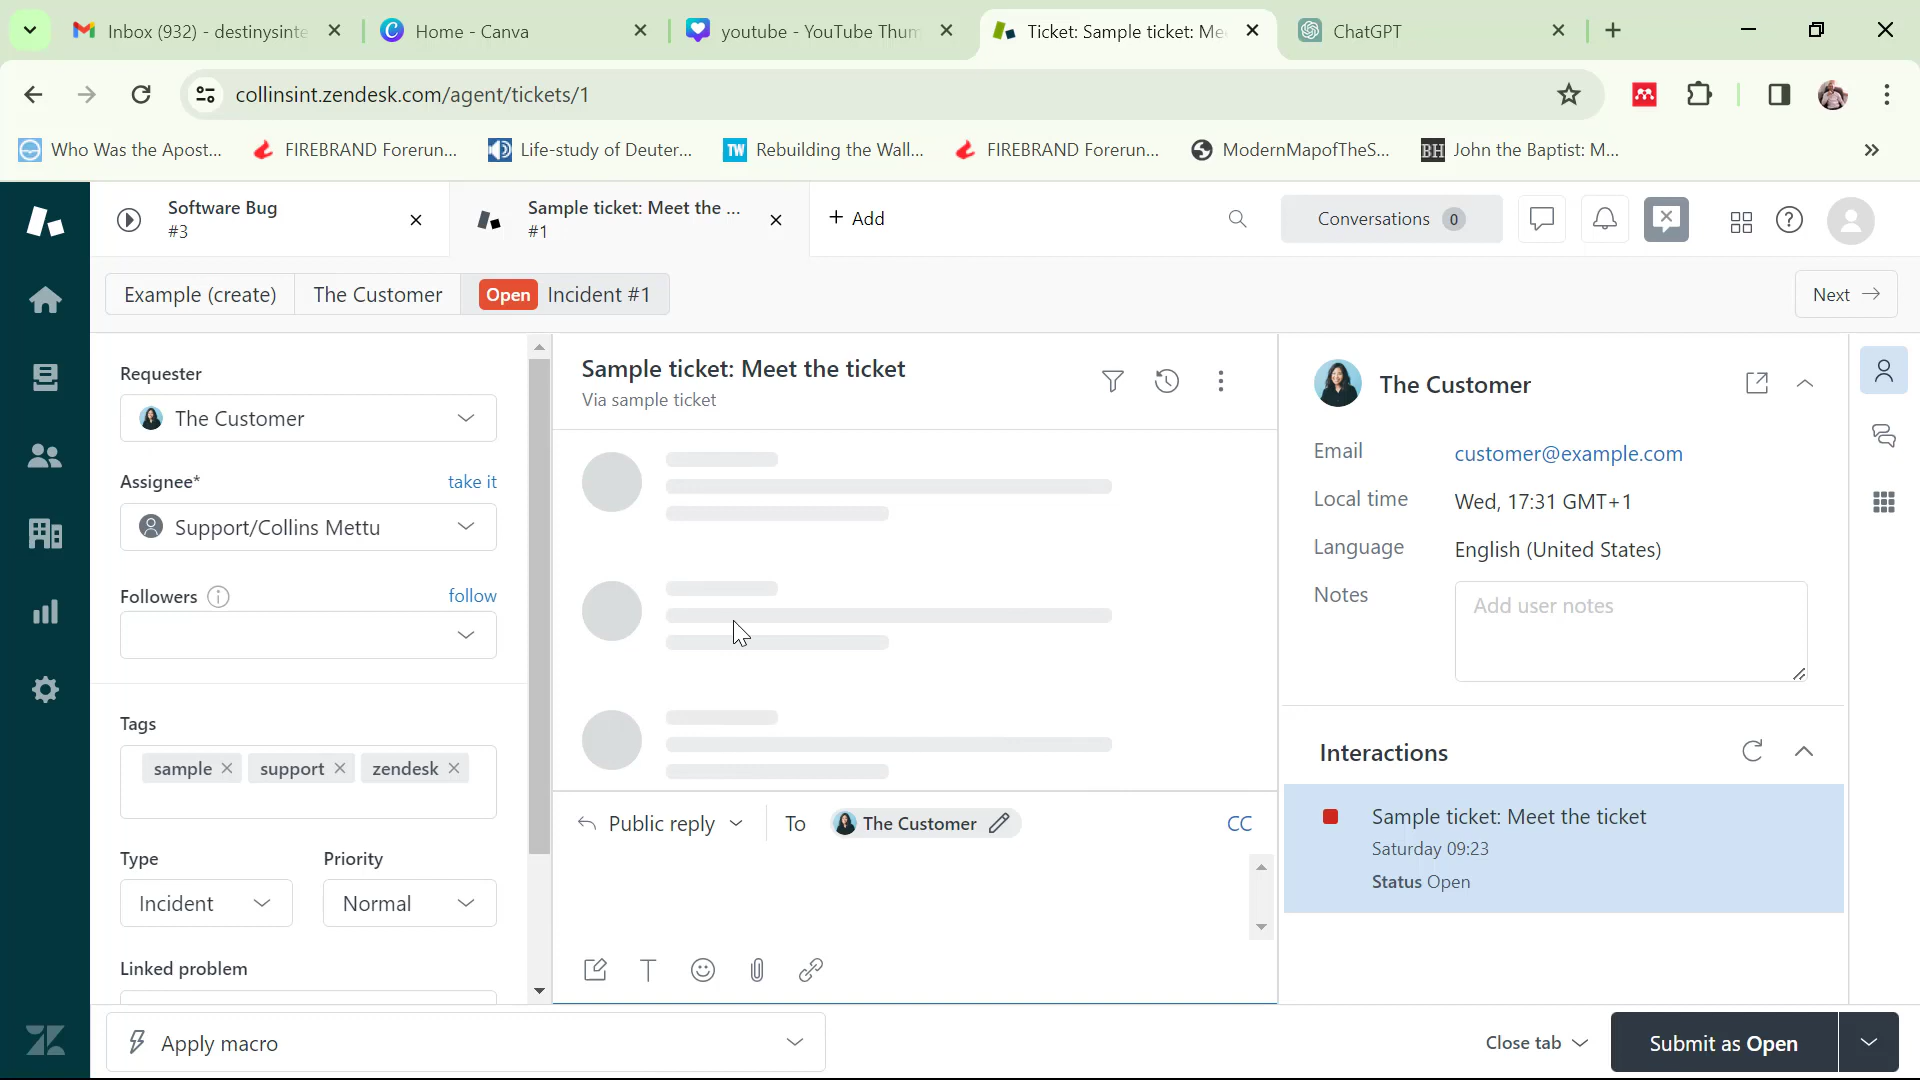 Inbox (932) - destinysinte
Home - Canva
youtube - YouTube Thum
Ticket: Sample ticket: Me
ChatGPT
collinsint.zendesk.com/agent/tickets/1
Who Was the Apost...
FIREBRAND Forerun...
Life-study of Deuter...
TW
Rebuilding the Wall...
FIREBRAND Forerun...
ModernMapofTheS...
BH
John the Baptist: M...
Software Bug
#3
Sample ticket: Meet the ...
#1
+ Add
Conversations 0
Example (create)
The Customer
Open Incident #1
Next
Requester
The Customer
Assignee*
take it
Support/Collins Mettu
Followers
follow
Tags
sample
support
zendesk
Type
Priority
Incident
Normal
Linked problem
Apply macro
Sample ticket: Meet the ticket
Via sample ticket
Public reply
To
The Customer
CC
The Customer
Email
customer@example.com
Local time
Wed, 17:31 GMT+1
Language
English (United States)
Notes
Add user notes
Interactions
Sample ticket: Meet the ticket
Saturday 09:23
Status Open
Close tab
Submit as Open